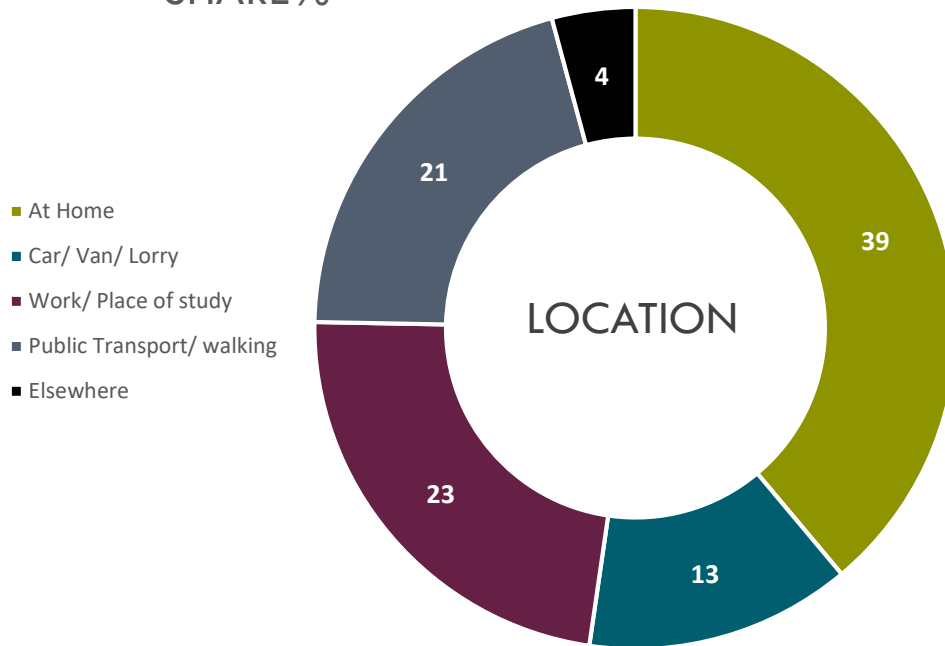 SHARE%
4
21
39
At Home
Car/ Van/ Lorry
Work/ Place of study
Public Transport/ walking
Elsewhere
LOCATION
23
13